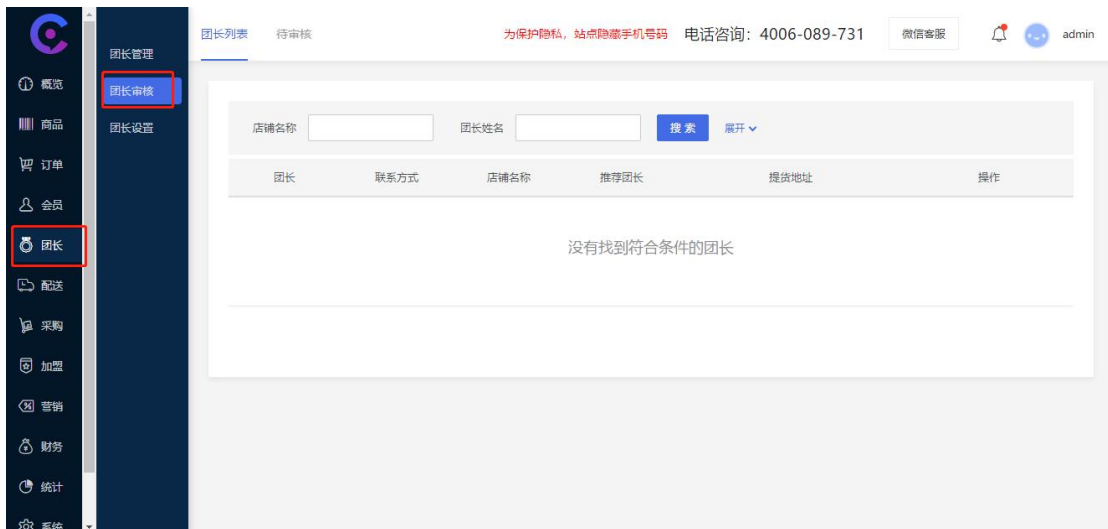 团长列表 待审核 为保护隐私，站点隐藏手机号码 电话咨询：4006-089-731 微信客服 admin
团长管理
概览 团长审核
商品 团长设置 店铺名称 团长姓名 搜索 展开
订单 团长 联系方式 店铺名称 推荐团长 提货地址 操作
会员
团长 没有找到符合条件的团长
配送
采购
加盟
营销
财务
统计
系统